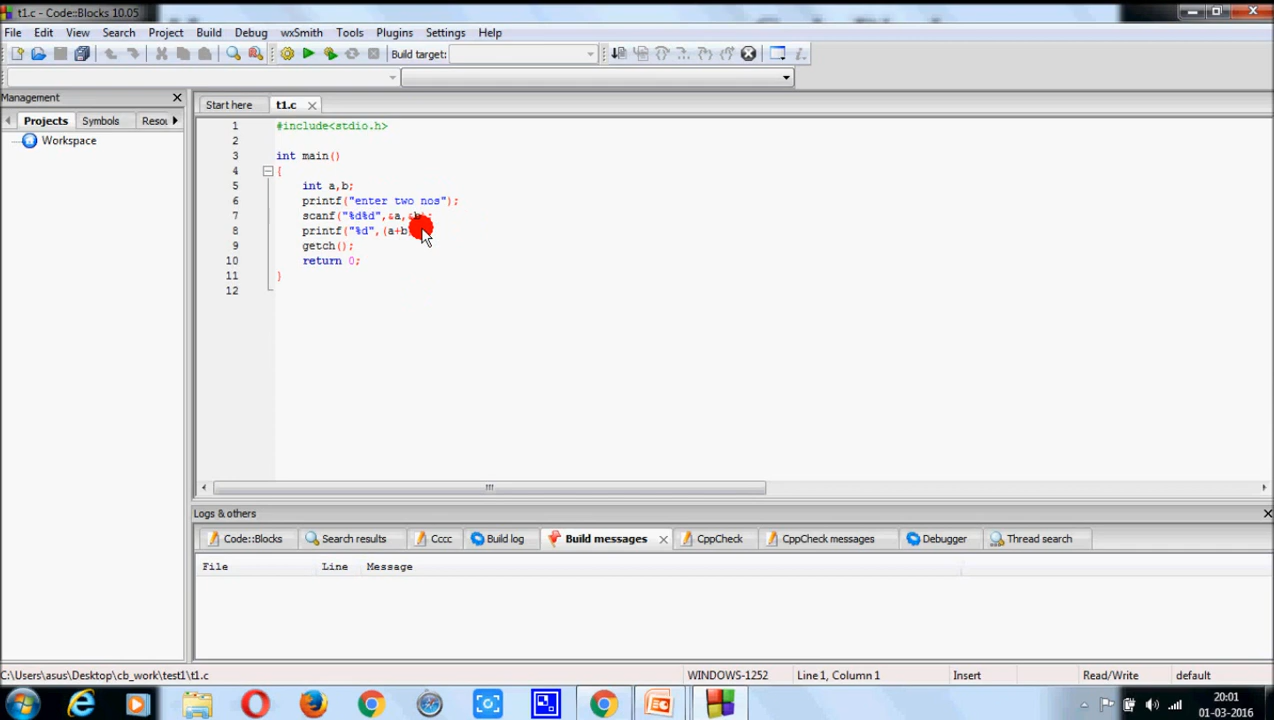 t1.c - Code::Blocks 10.05
File Edit View Search Project Build Debug wxSmith Tools Plugins Settings Help
Build target:
Management
Projects Symbols Resou
Workspace
Start here t1.c
1 #include<stdio.h>
2
3 int main()
4 {
5 int a,b;
6 printf("enter two nos");
7 scanf("%d%d",&a,&b);
8 printf("%d",(a+b
9 getch();
10 return 0;
11 }
12
Logs & others
Code::Blocks Search results Cccc Build log Build messages CppCheck CppCheck messages Debugger Thread search
File Line Message
C:\Users\asus\Desktop\cb_work\test1\t1.c WINDOWS-1252 Line 1, Column 1 Insert Read/Write default
20:01
01-03-2016